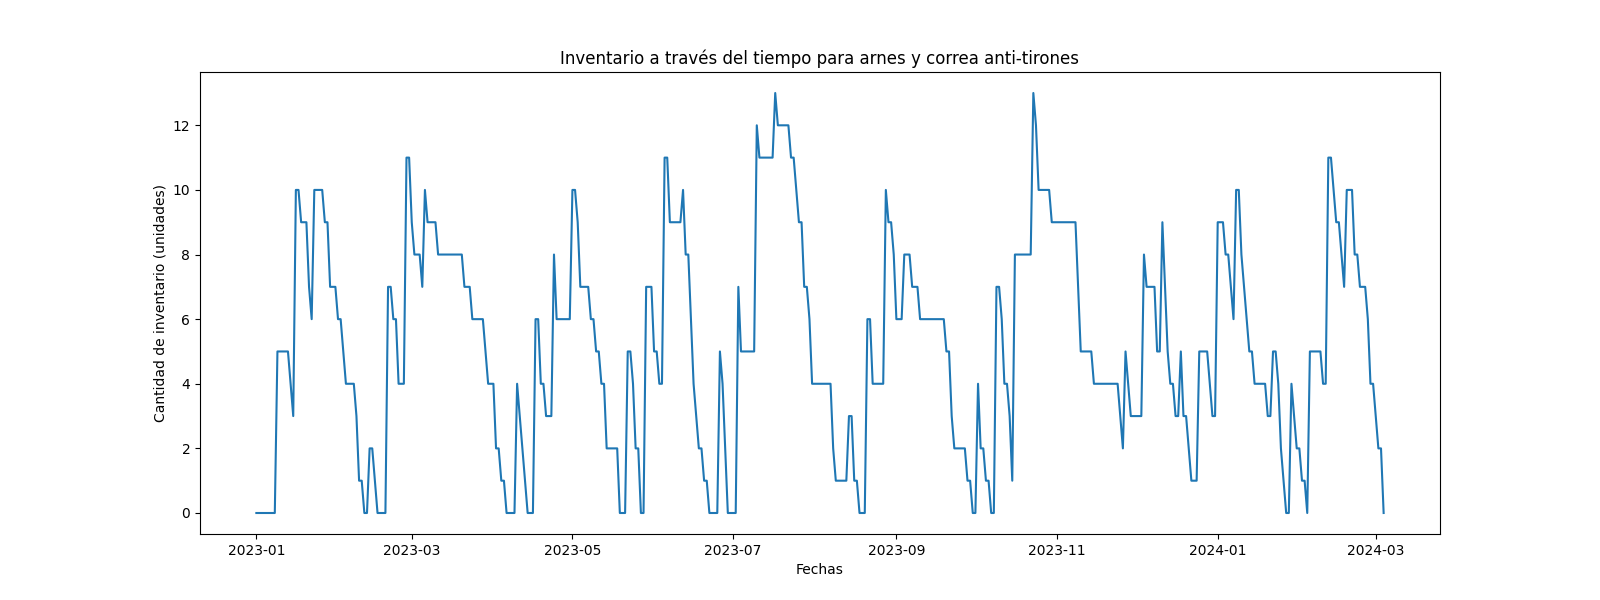 Inventario a través del tiempo para arnes y correa anti-tirones
Cantidad de inventario (unidades)
12
10
8
6
4
2
0
2023-01 2023-03 2023-05 2023-07 2023-09 2023-11 2024-01 2024-03
Fechas